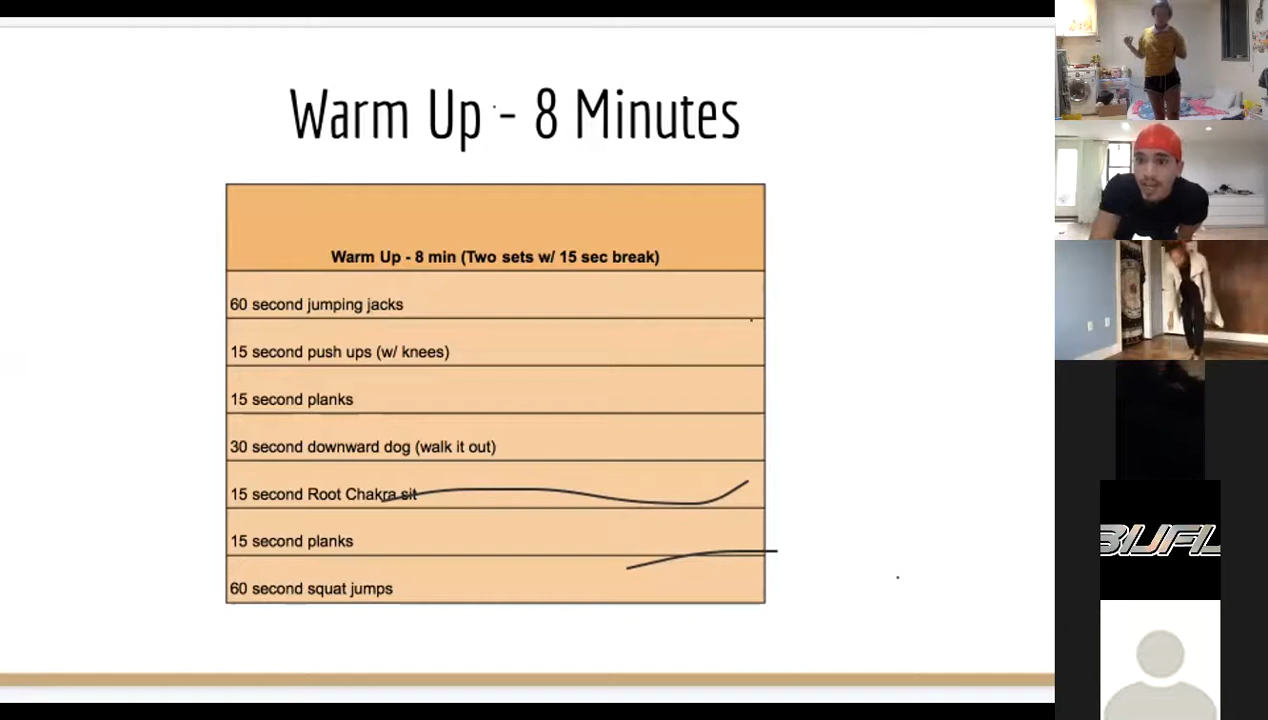 Warm Up - 8 Minutes
Warm Up - 8 min (Two sets w/ 15 sec break)
60 second jumping jacks
15 second push ups (w/ knees)
15 second planks
30 second downward dog (walk it out)
15 second Root Chakra sit
15 second planks
60 second squat jumps